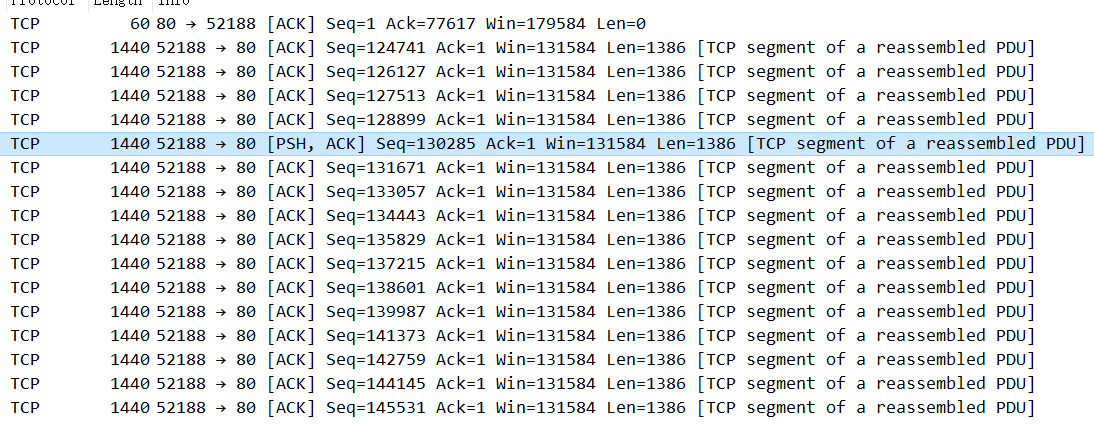 Protocol Length Info
TCP 60 80 → 52188 [ACK] Seq=1 Ack=77617 Win=179584 Len=0
TCP 1440 52188 → 80 [ACK] Seq=124741 Ack=1 Win=131584 Len=1386 [TCP segment of a reassembled PDU]
TCP 1440 52188 → 80 [ACK] Seq=126127 Ack=1 Win=131584 Len=1386 [TCP segment of a reassembled PDU]
TCP 1440 52188 → 80 [ACK] Seq=127513 Ack=1 Win=131584 Len=1386 [TCP segment of a reassembled PDU]
TCP 1440 52188 → 80 [ACK] Seq=128899 Ack=1 Win=131584 Len=1386 [TCP segment of a reassembled PDU]
TCP 1440 52188 → 80 [PSH, ACK] Seq=130285 Ack=1 Win=131584 Len=1386 [TCP segment of a reassembled PDU]
TCP 1440 52188 → 80 [ACK] Seq=131671 Ack=1 Win=131584 Len=1386 [TCP segment of a reassembled PDU]
TCP 1440 52188 → 80 [ACK] Seq=133057 Ack=1 Win=131584 Len=1386 [TCP segment of a reassembled PDU]
TCP 1440 52188 → 80 [ACK] Seq=134443 Ack=1 Win=131584 Len=1386 [TCP segment of a reassembled PDU]
TCP 1440 52188 → 80 [ACK] Seq=135829 Ack=1 Win=131584 Len=1386 [TCP segment of a reassembled PDU]
TCP 1440 52188 → 80 [ACK] Seq=137215 Ack=1 Win=131584 Len=1386 [TCP segment of a reassembled PDU]
TCP 1440 52188 → 80 [ACK] Seq=138601 Ack=1 Win=131584 Len=1386 [TCP segment of a reassembled PDU]
TCP 1440 52188 → 80 [ACK] Seq=139987 Ack=1 Win=131584 Len=1386 [TCP segment of a reassembled PDU]
TCP 1440 52188 → 80 [ACK] Seq=141373 Ack=1 Win=131584 Len=1386 [TCP segment of a reassembled PDU]
TCP 1440 52188 → 80 [ACK] Seq=142759 Ack=1 Win=131584 Len=1386 [TCP segment of a reassembled PDU]
TCP 1440 52188 → 80 [ACK] Seq=144145 Ack=1 Win=131584 Len=1386 [TCP segment of a reassembled PDU]
TCP 1440 52188 → 80 [ACK] Seq=145531 Ack=1 Win=131584 Len=1386 [TCP segment of a reassembled PDU]